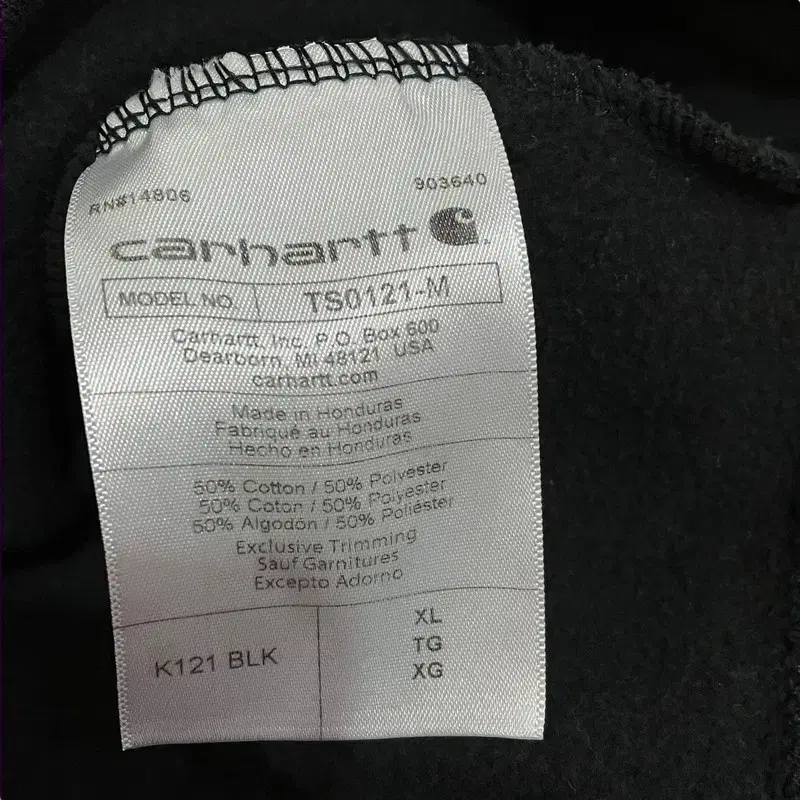 RN#14806
903640
carhartt
MODEL NO. TS0121-M
Carhartt, Inc. P.O. Box 600
Dearborn, MI 48121 USA
carhartt.com
Made in Honduras
Fabriqué au Honduras
Hecho en Honduras
50% Cotton / 50% Polyester
50% Coton / 50% Polyester
50% Algodón / 50% Poliéster
Exclusive Trimming
Sauf Garnitures
Excepto Adorno
K121 BLK
XL
TG
XG